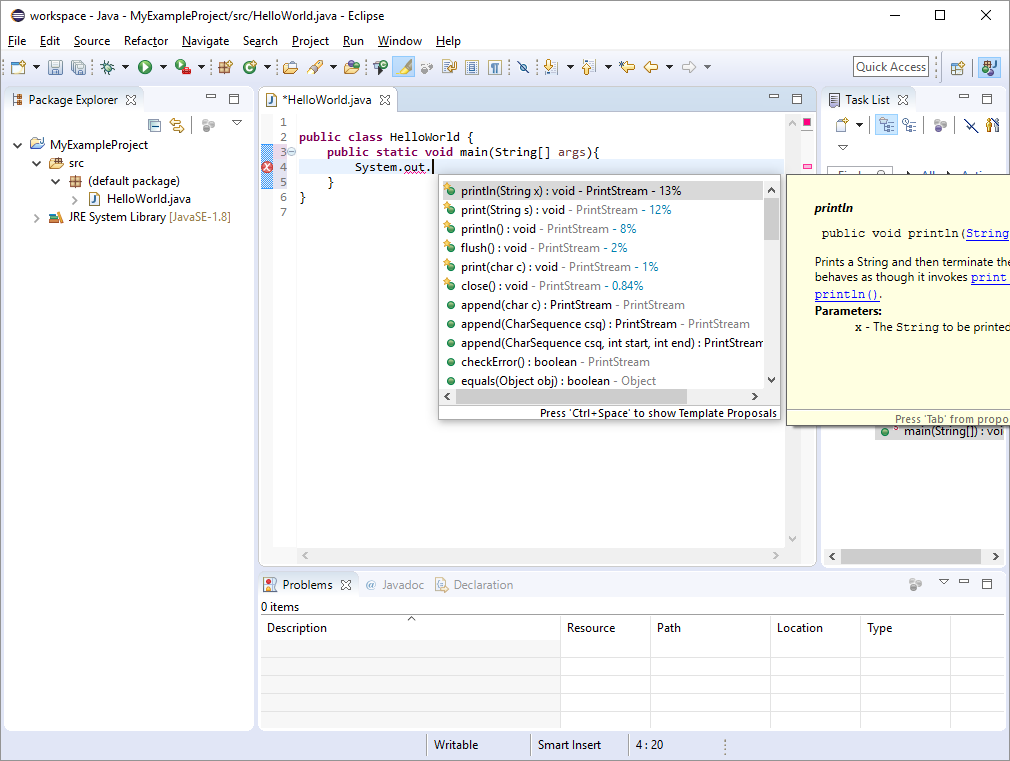 workspace - Java - MyExampleProject/src/HelloWorld.java - Eclipse
File Edit Source Refactor Navigate Search Project Run Window Help
Quick Access
Package Explorer
MyExampleProject
src
(default package)
HelloWorld.java
JRE System Library [JavaSE-1.8]
*HelloWorld.java
1
2 public class HelloWorld {
3 public static void main(String[] args){
4 System.out.
5 }
6 }
7
println(String x) : void - PrintStream - 13%
print(String s) : void - PrintStream - 12%
println() : void - PrintStream - 8%
flush() : void - PrintStream - 2%
print(char c) : void - PrintStream - 1%
close() : void - PrintStream - 0.84%
append(char c) : PrintStream - PrintStream
append(CharSequence csq) : PrintStream - PrintStream
append(CharSequence csq, int start, int end) : PrintStream
checkError() : boolean - PrintStream
equals(Object obj) : boolean - Object
Press 'Ctrl+Space' to show Template Proposals
Task List
println
public void println(String
Prints a String and then terminate the
behaves as though it invokes print
println().
Parameters:
x - The String to be printed
Press 'Tab' from propo
main(String[]) : voi
Problems @ Javadoc Declaration
0 items
Description Resource Path Location Type
Writable Smart Insert 4 : 20